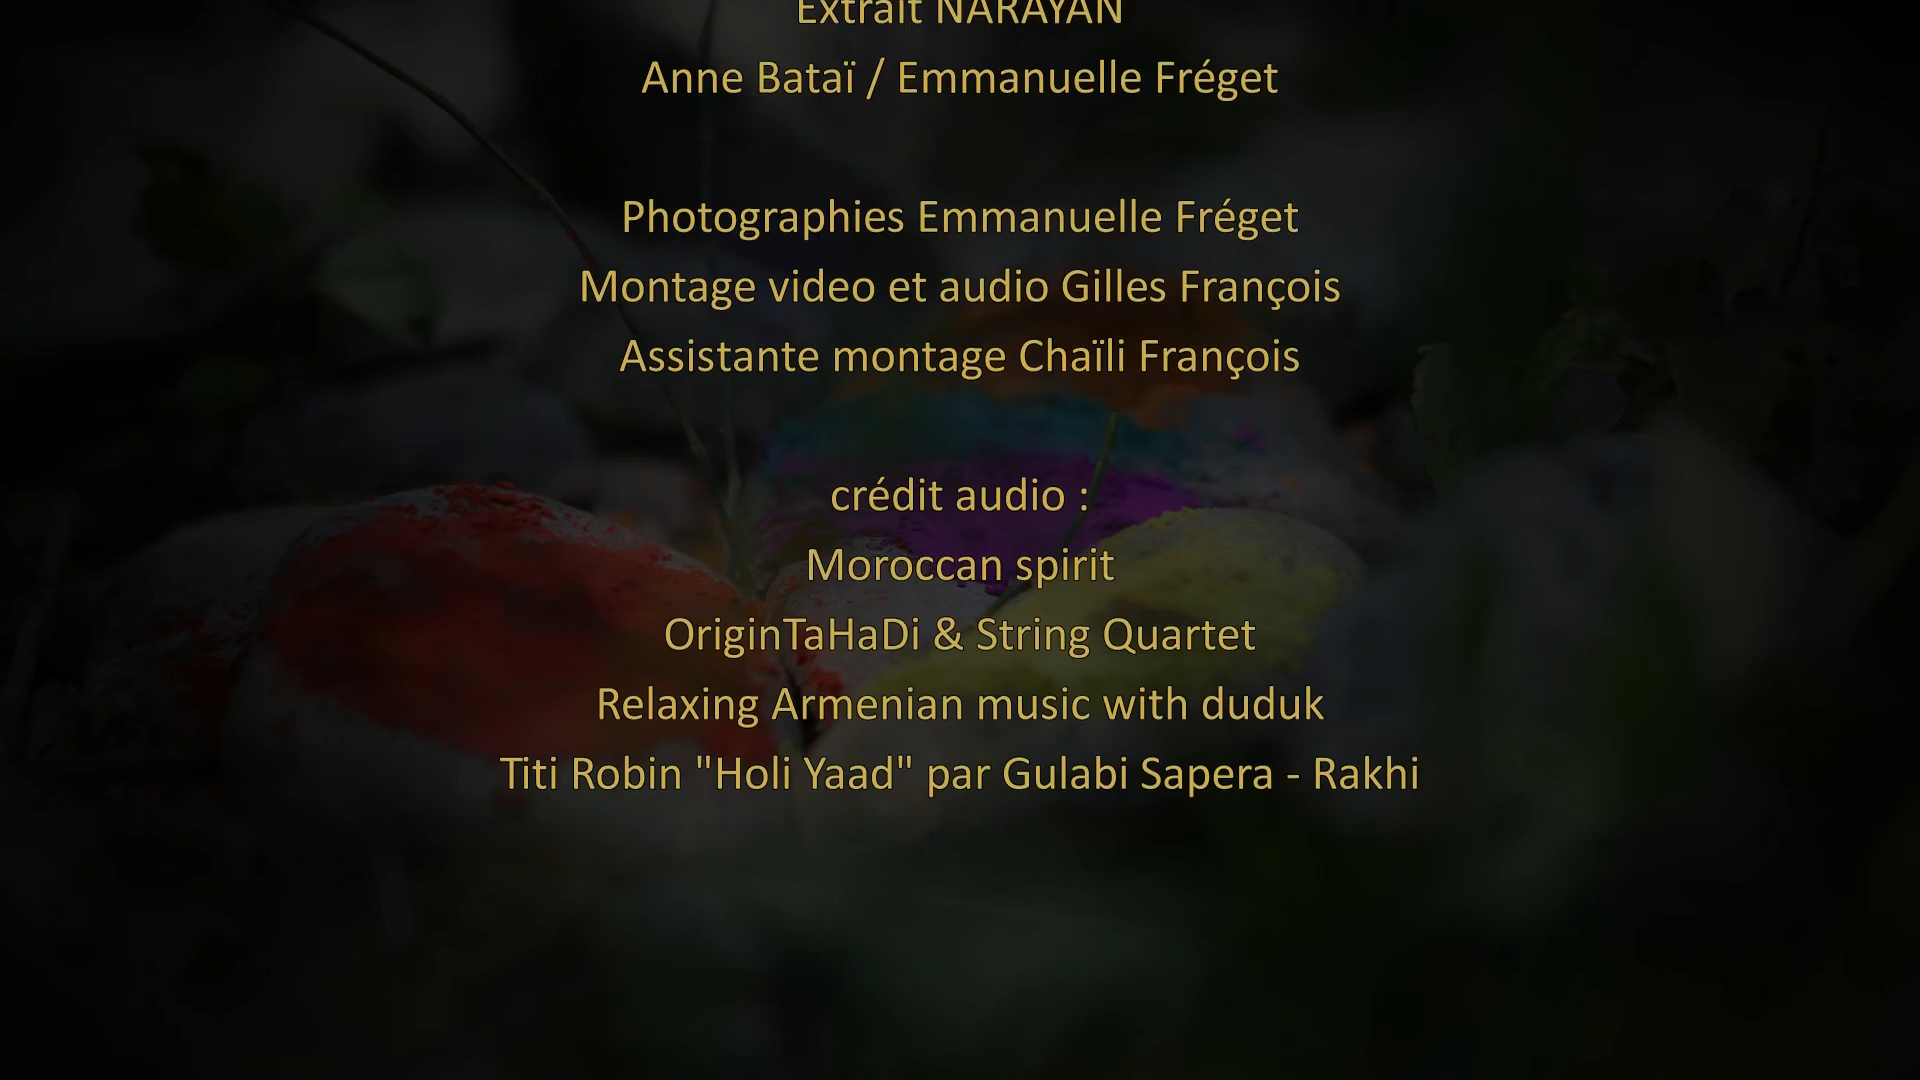 Extrait NARAYAN
Anne Bataï / Emmanuelle Fréget
Photographies Emmanuelle Fréget
Montage video et audio Gilles François
Assistante montage Chaïli François
crédit audio :
Moroccan spirit
OriginTaHaDi & String Quartet
Relaxing Armenian music with duduk
Titi Robin "Holi Yaad" par Gulabi Sapera - Rakhi